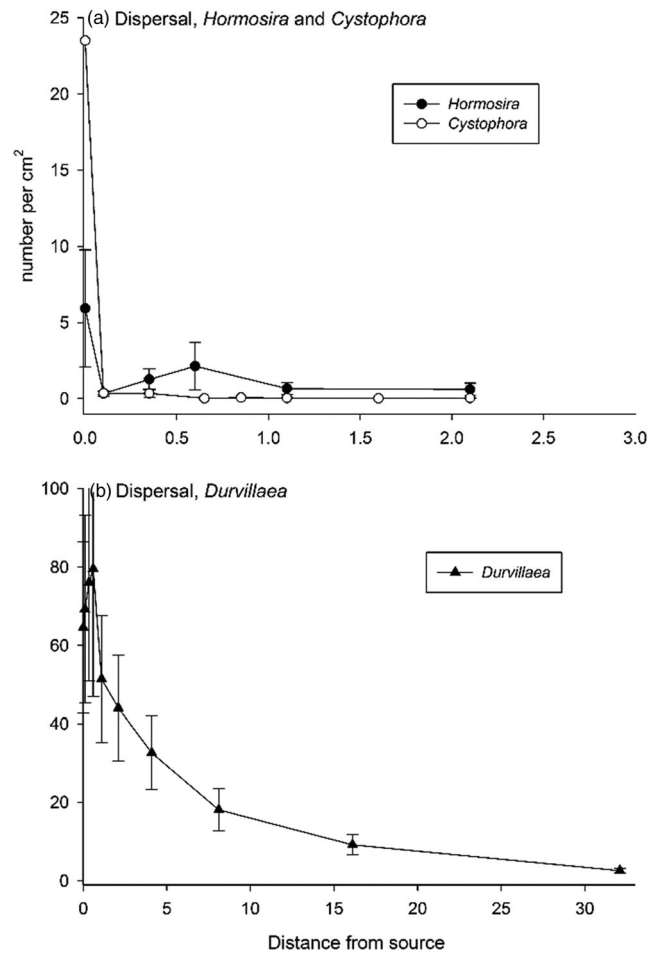 (a) Dispersal, Hormosira and Cystophora
number per cm²
25
20
15
10
5
0
Hormosira
Cystophora
0.0 0.5 1.0 1.5 2.0 2.5 3.0
(b) Dispersal, Durvillaea
100
80
60
40
20
0
Durvillaea
0 5 10 15 20 25 30
Distance from source